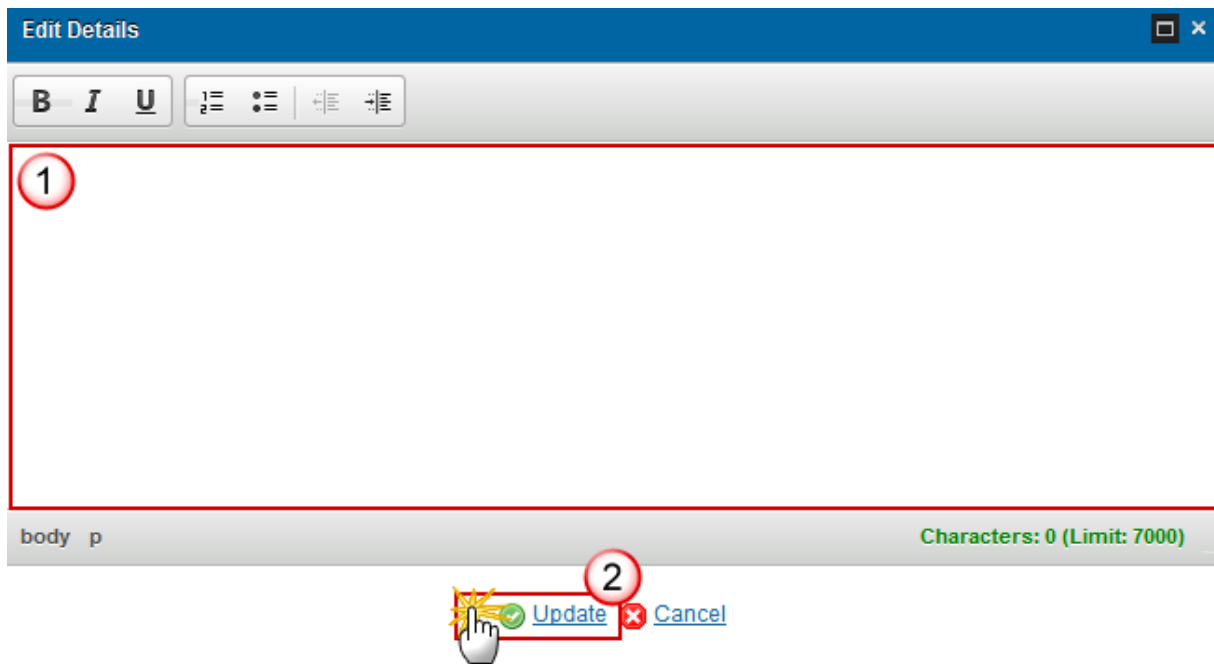 Edit Details
B I U
1
body p Characters: 0 (Limit: 7000)
2
Update Cancel